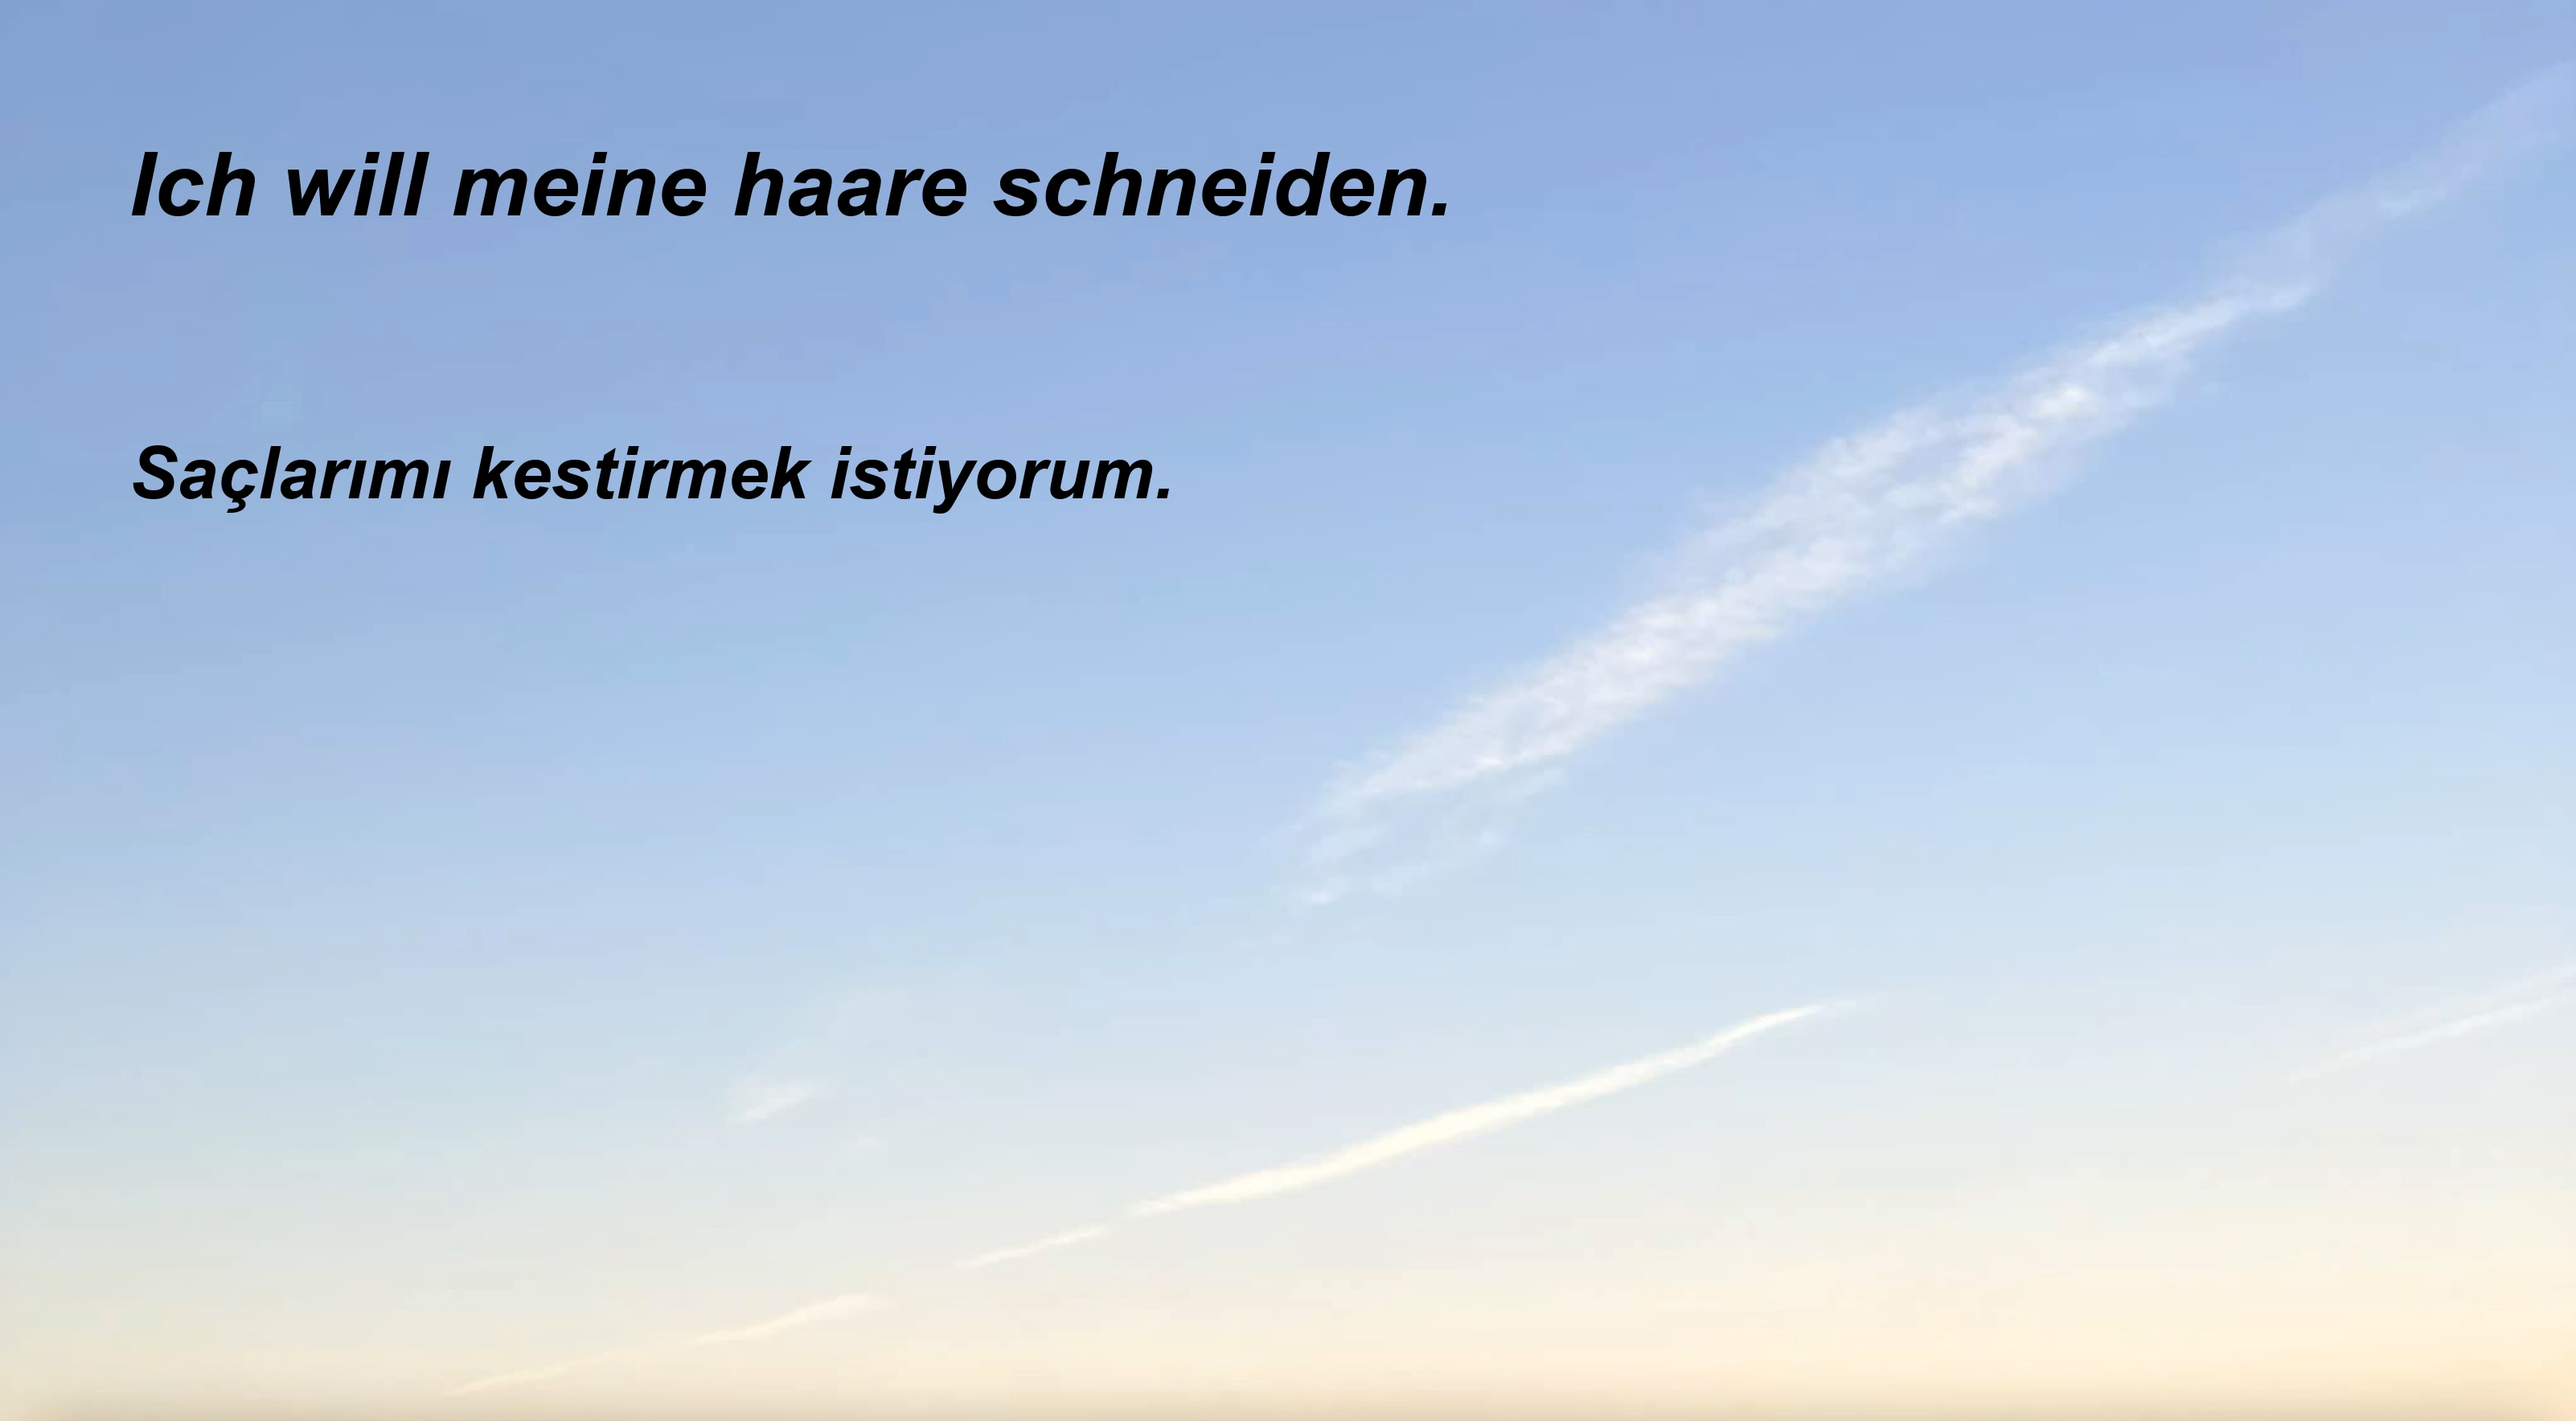 Ich will meine haare schneiden.
Saçlarımı kestirmek istiyorum.